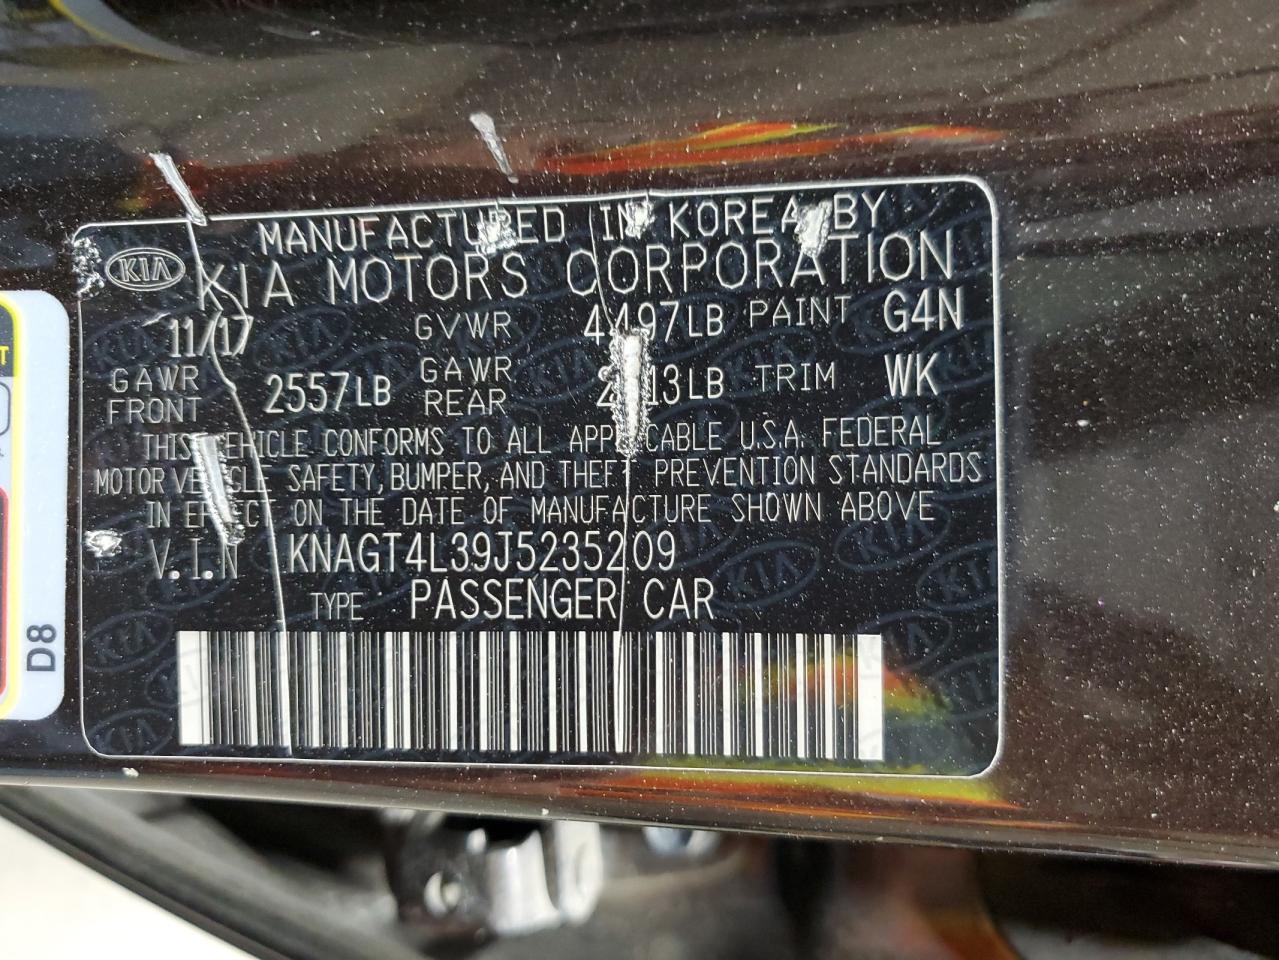 MANUFACTURED IN KOREA BY
KIA
KIA MOTORS CORPORATION
11/17 GVWR 4497LB PAINT G4N
GAWR FRONT 2557LB GAWR REAR TRIM WK
THIS VEHICLE CONFORMS TO ALL APPLICABLE U.S.A. FEDERAL
MOTOR VEHICLE SAFETY, BUMPER, AND THEFT PREVENTION STANDARDS
IN EFFECT ON THE DATE OF MANUFACTURE SHOWN ABOVE
V.I.N KNAGT4L39J5235209
TYPE PASSENGER CAR
D8